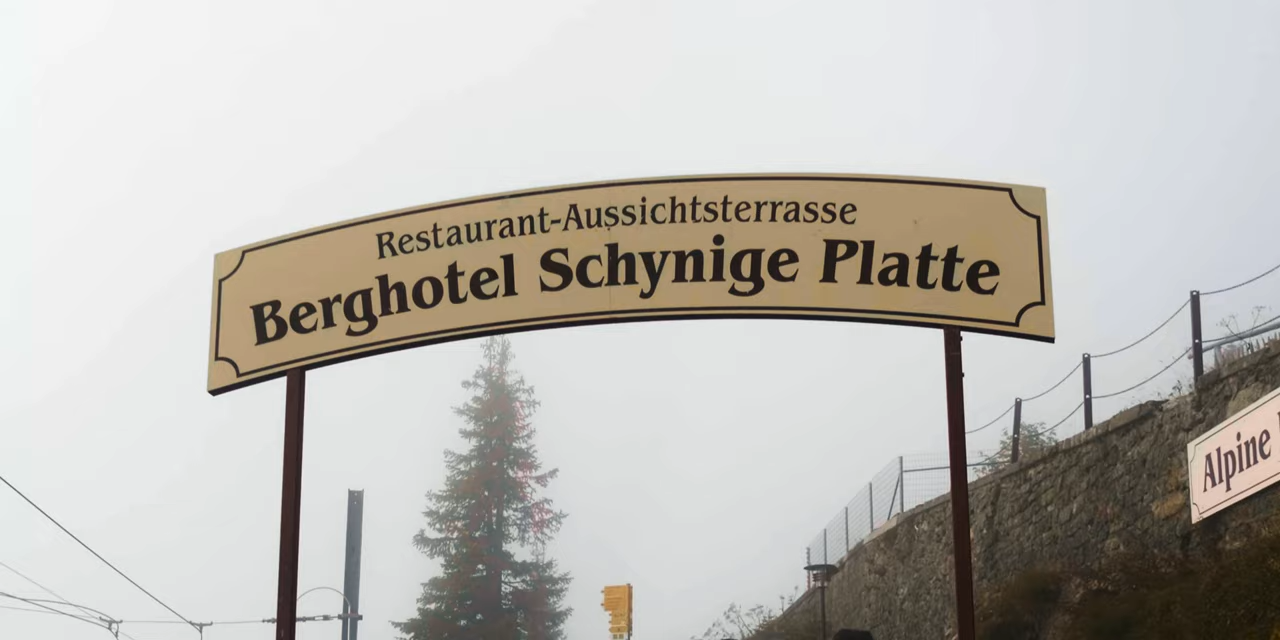 Restaurant-Aussichtsterrasse
Berghotel Schynige Platte
Alpine